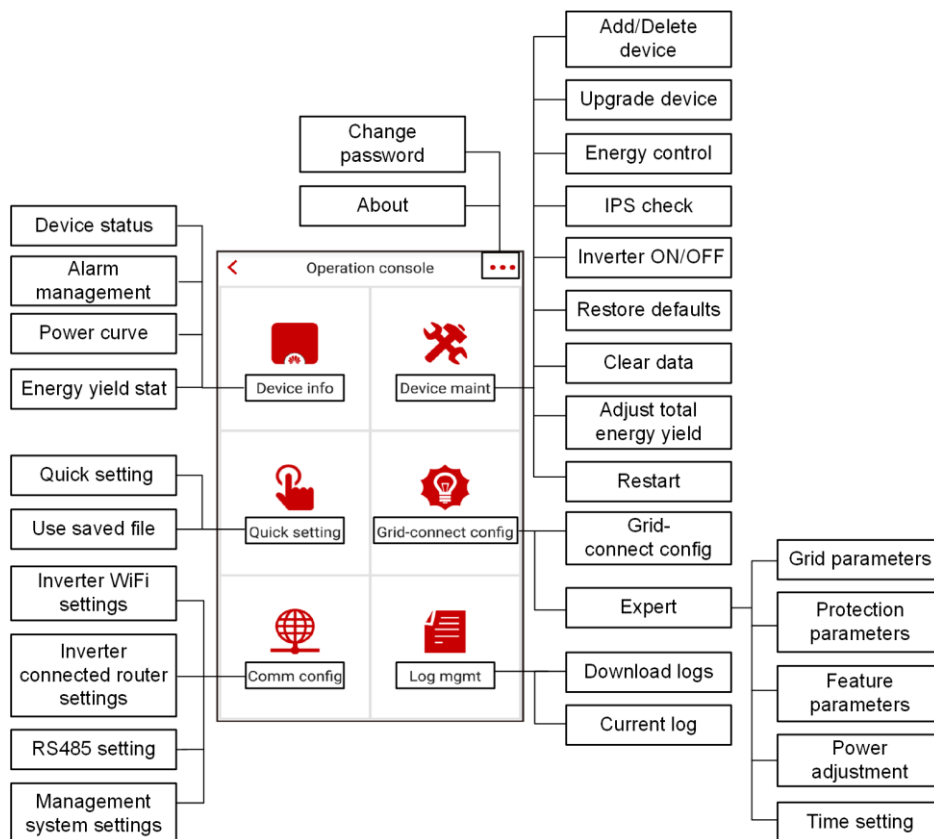 Add/Delete
device
Upgrade device
Energy control
IPS check
Inverter ON/OFF
Restore defaults
Clear data
Adjust total
energy yield
Restart
Change
password
About
Device status
Alarm
management
Power curve
Energy yield stat
Operation console
Device info
Device maint
Quick setting
Use saved file
Quick setting
Grid-connect config
Grid-
connect config
Expert
Grid parameters
Protection
parameters
Feature
parameters
Power
adjustment
Time setting
Inverter WiFi
settings
Inverter
connected router
settings
RS485 setting
Management
system settings
Comm config
Log mgmt
Download logs
Current log